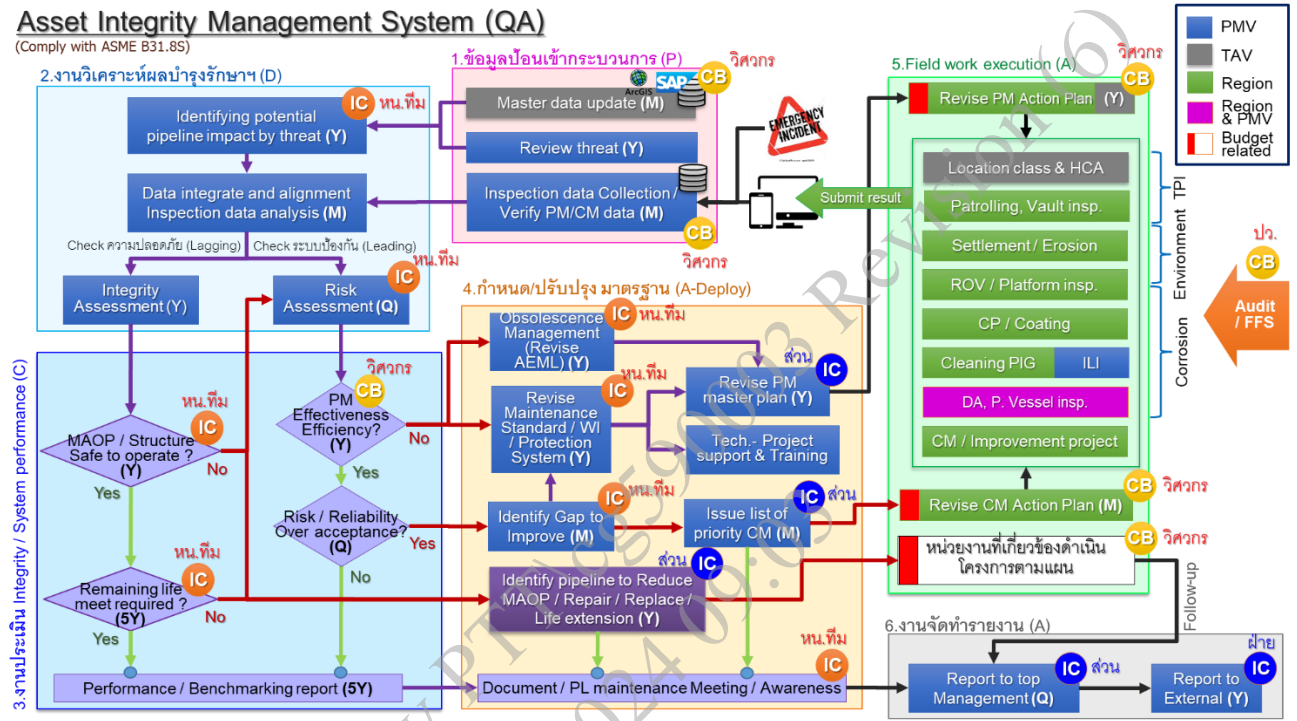 Asset Integrity Management System (QA)
(Comply with ASME B31.8S)
PMV
TAV
Region
Region
& PMV
Budget
related
1.ข้อมูลป้อนเข้ากระบวนการ (P)
วิศวกร
CB
ArcGIS
SAP
Master data update (M)
Review threat (Y)
Inspection data Collection /
Verify PM/CM data (M)
CB
วิศวกร
EMERGENCY
INCIDENT
Submit result
2.งานวิเคราะห์ผลบำรุงรักษาฯ (D)
IC
หน.ทีม
Identifying potential
pipeline impact by threat (Y)
Data integrate and alignment
Inspection data analysis (M)
Check ความปลอดภัย (Lagging)
Check ระบบป้องกัน (Leading)
Integrity
Assessment (Y)
Risk
Assessment (Q)
IC
หน.ทีม
3.งานประเมิน Integrity / System performance (C)
วิศวกร
CB
PM
Effectiveness
Efficiency?
(Y)
No
Yes
หน.ทีม
IC
MAOP / Structure
Safe to operate ?
(Y)
No
Yes
Risk / Reliability
Over acceptance?
(Q)
Yes
No
หน.ทีม
IC
Remaining life
meet required ?
(5Y)
No
Yes
Performance / Benchmarking report (5Y)
4.กำหนด/ปรับปรุง มาตรฐาน (A-Deploy)
Obsolescence
Management
(Revise
AEML) (Y)
IC
หน.ทีม
Revise
Maintenance
Standard / WI /
Protection
System (Y)
IC
หน.ทีม
ส่วน
IC
Revise PM
master plan (Y)
Tech.- Project
support & Training
Identify Gap to
Improve (M)
IC
หน.ทีม
Issue list of
priority CM (M)
IC
ส่วน
ส่วน
IC
Identify pipeline to Reduce
MAOP / Repair / Replace /
Life extension (Y)
หน.ทีม
IC
Document / PL maintenance Meeting / Awareness
5.Field work execution (A)
วิศวกร
CB
Revise PM Action Plan (Y)
Location class & HCA
Patrolling, Vault insp.
Settlement / Erosion
ROV / Platform insp.
CP / Coating
Cleaning PIG
ILI
DA, P. Vessel insp.
CM / Improvement project
TPI
Environment
Corrosion
Revise CM Action Plan (M)
CB
วิศวกร
หน่วยงานที่เกี่ยวข้องดำเนิน
โครงการตามแผน
CB
วิศวกร
ปว.
CB
Audit
/ FFS
Follow-up
6.งานจัดทำรายงาน (A)
Report to top
Management (Q)
IC
ส่วน
ฝ่าย
IC
Report to
External (Y)